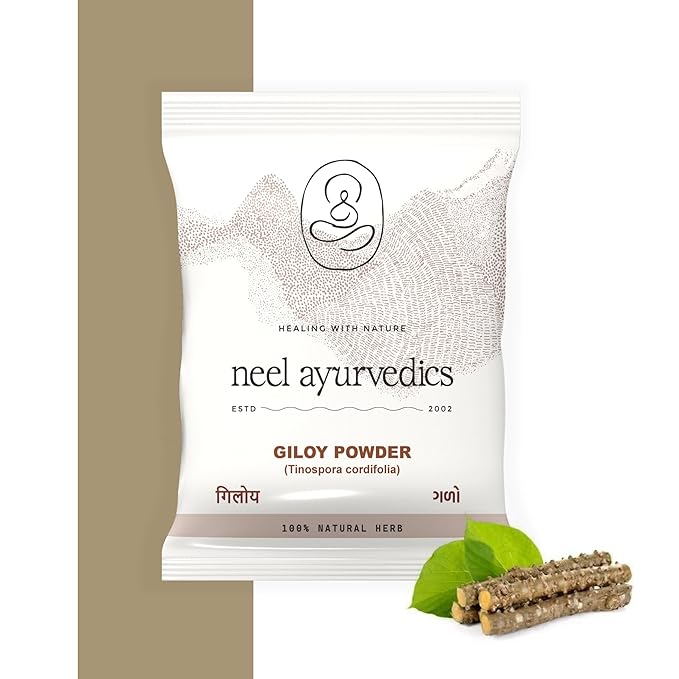 HEALING WITH NATURE
neel ayurvedics
ESTD 2002
GILOY POWDER
(Tinospora cordifolia)
गिलोय ગળો
100% NATURAL HERB